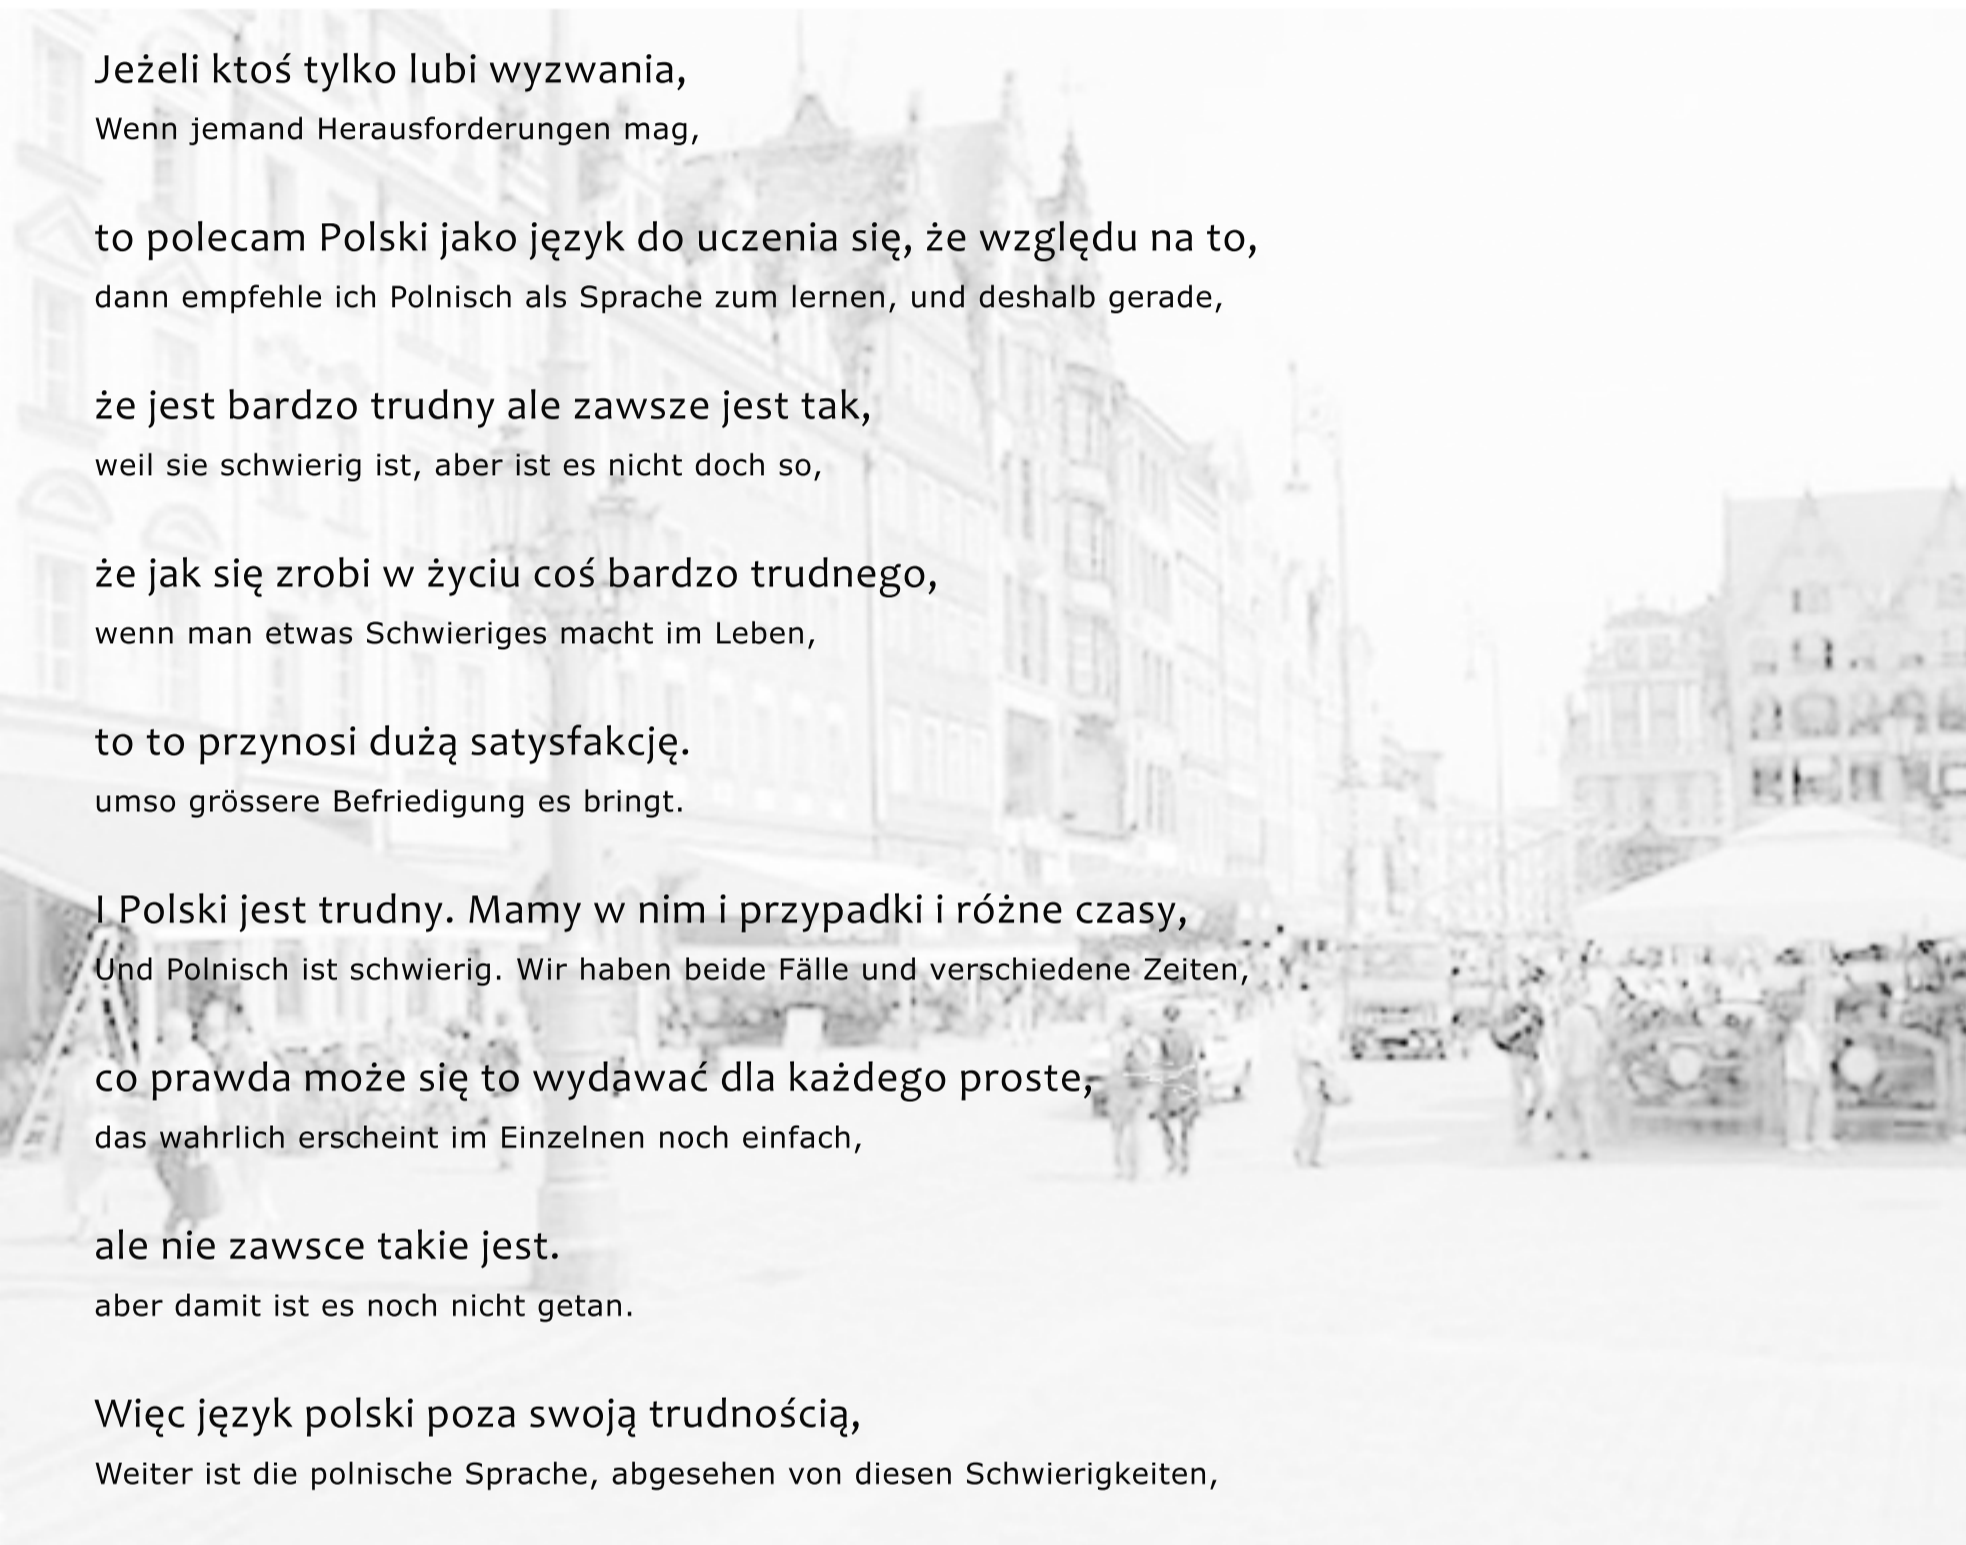 Jeżeli ktoś tylko lubi wyzwania,
Wenn jemand Herausforderungen mag,
to polecam Polski jako język do uczenia się, że względu na to,
dann empfehle ich Polnisch als Sprache zum lernen, und deshalb gerade,
że jest bardzo trudny ale zawsze jest tak,
weil sie schwierig ist, aber ist es nicht doch so,
że jak się zrobi w życiu coś bardzo trudnego,
wenn man etwas Schwieriges macht im Leben,
to to przynosi dużą satysfakcję.
umso grössere Befriedigung es bringt.
I Polski jest trudny. Mamy w nim i przypadki i różne czasy,
Und Polnisch ist schwierig. Wir haben beide Fälle und verschiedene Zeiten,
co prawda może się to wydawać dla każdego proste,
das wahrlich erscheint im Einzelnen noch einfach,
ale nie zawsce takie jest.
aber damit ist es noch nicht getan.
Więc język polski poza swoją trudnością,
Weiter ist die polnische Sprache, abgesehen von diesen Schwierigkeiten,